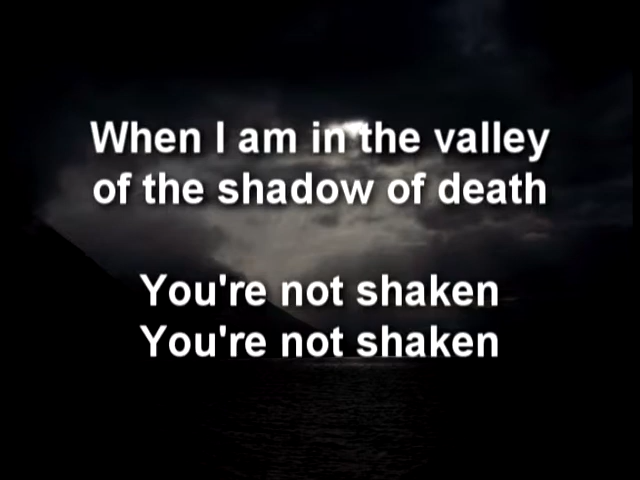 When I am in the valley
of the shadow of death
You're not shaken
You're not shaken